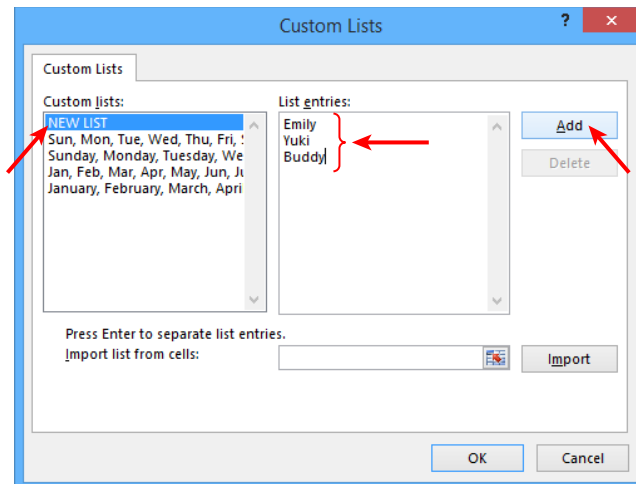 Custom Lists
?
Custom Lists
Custom lists:
List entries:
NEW LIST
Sun, Mon, Tue, Wed, Thu, Fri,
Sunday, Monday, Tuesday, We
Jan, Feb, Mar, Apr, May, Jun,
January, February, March, Apri
Emily
Yuki
Buddy
Add
Delete
Press Enter to separate list entries.
Import list from cells:
Import
OK
Cancel